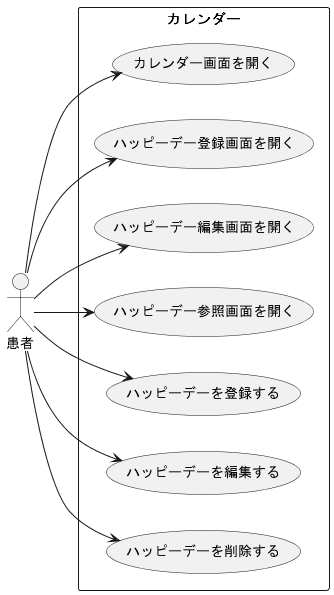 カレンダー
カレンダー画面を開く
ハッピーデー登録画面を開く
ハッピーデー編集画面を開く
ハッピーデー参照画面を開く
患者
ハッピーデーを登録する
ハッピーデーを編集する
ハッピーデーを削除する